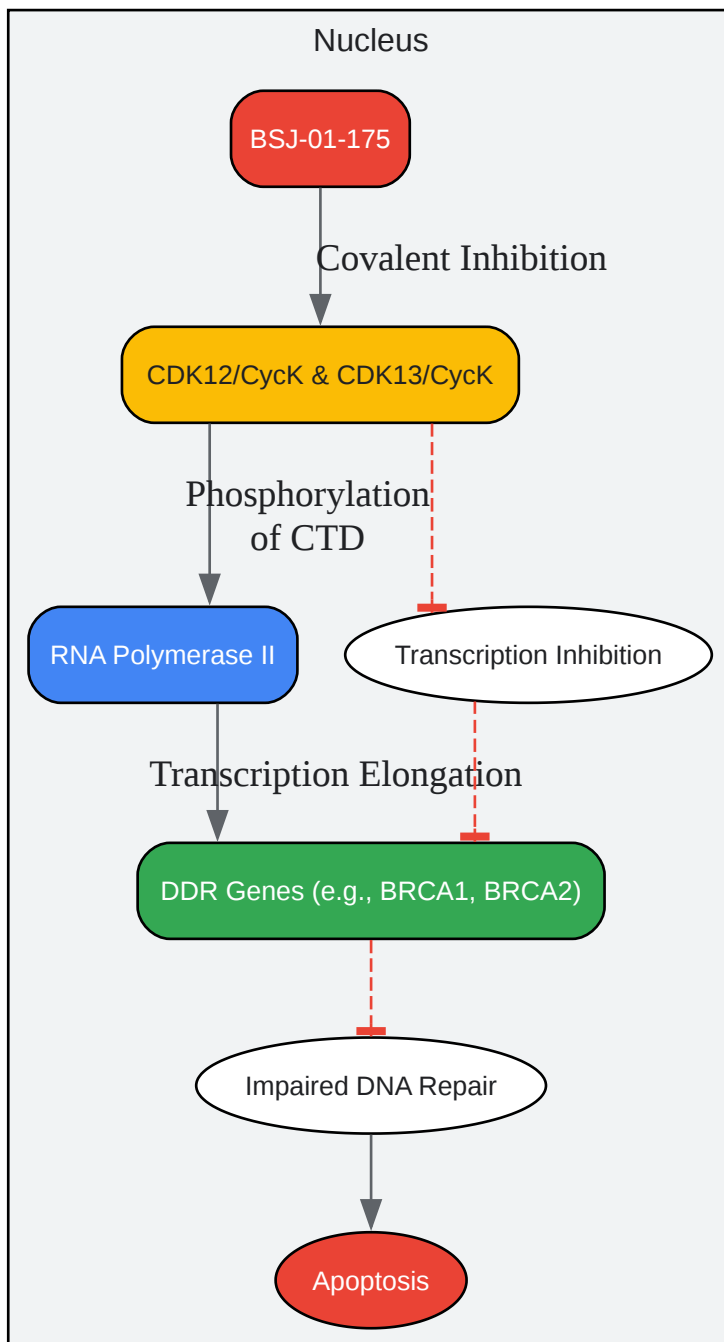 Nucleus
BSJ-01-175
Covalent Inhibition
CDK12/CycK & CDK13/CycK
Phosphorylation
of CTD
RNA Polymerase II
Transcription Inhibition
Transcription Elongation
DDR Genes (e.g., BRCA1, BRCA2)
Impaired DNA Repair
Apoptosis